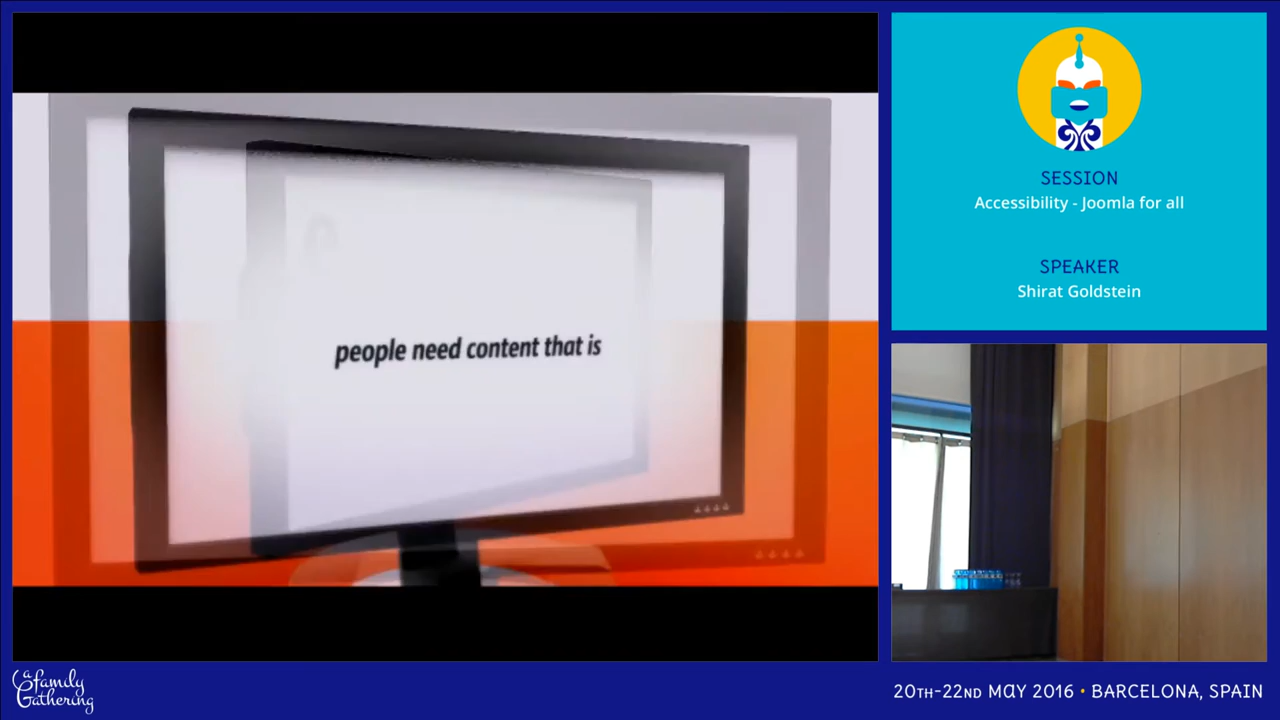 people need content that is
SESSION
Accessibility - Joomla for all
SPEAKER
Shirat Goldstein
a family
Gathering
20TH-22ND MAY 2016 • BARCELONA, SPAIN